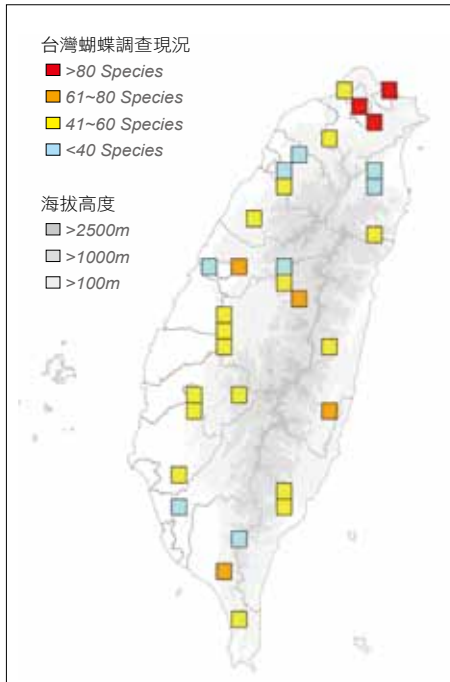 台灣蝴蝶調查現況
>80 Species
61~80 Species
41~60 Species
<40 Species
海拔高度
>2500m
>1000m
>100m